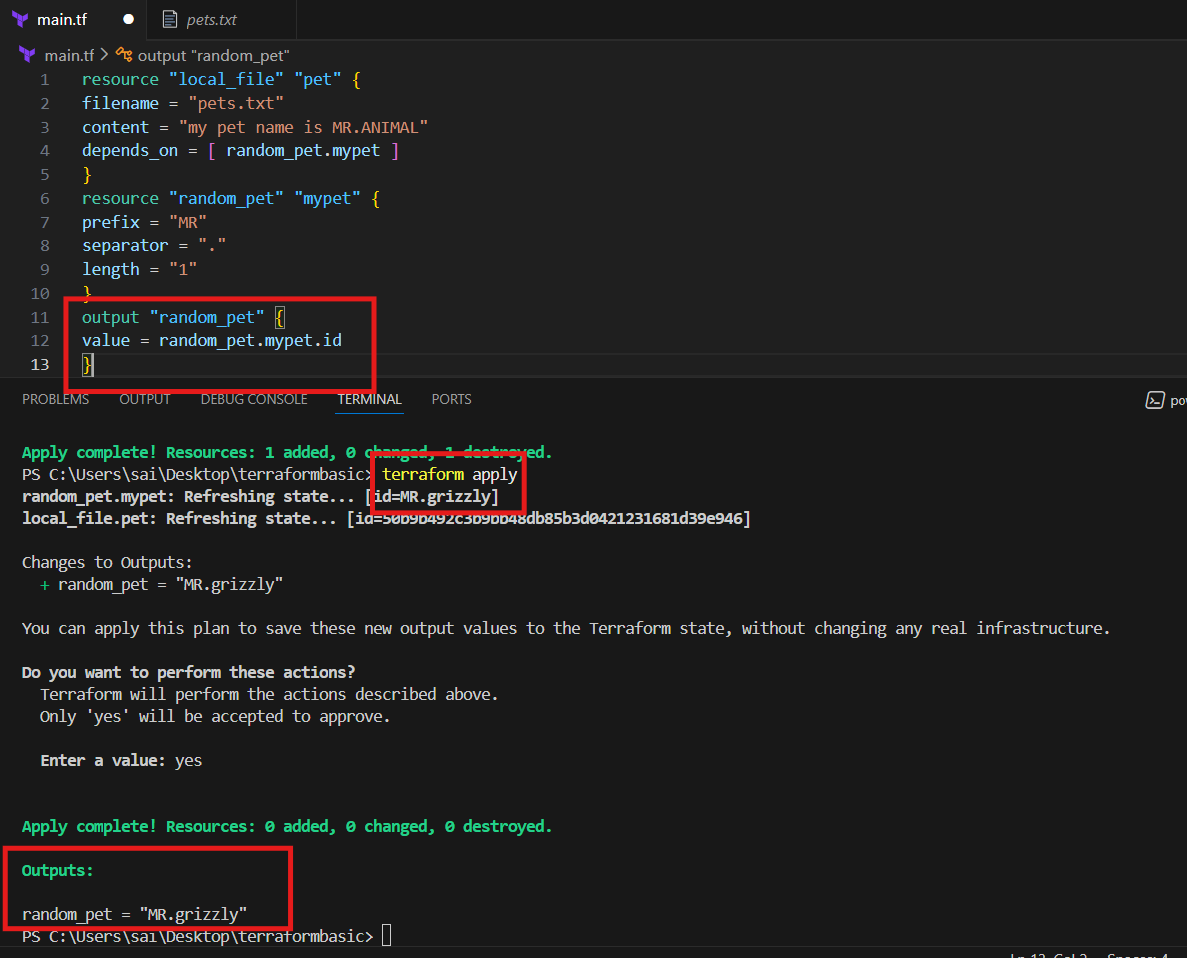 main.tf
pets.txt
main.tf > output "random_pet"
1 resource "local_file" "pet" {
2 filename = "pets.txt"
3 content = "my pet name is MR.ANIMAL"
4 depends_on = [ random_pet.mypet ]
5 }
6 resource "random_pet" "mypet" {
7 prefix = "MR"
8 separator = "."
9 length = "1"
10 }
11 output "random_pet" {
12 value = random_pet.mypet.id
13 }
PROBLEMS OUTPUT DEBUG CONSOLE TERMINAL PORTS
Apply complete! Resources: 1 added, 0 changed, 1 destroyed.
PS C:\Users\sai\Desktop\terraformbasic> terraform apply
random_pet.mypet: Refreshing state... [id=MR.grizzly]
local_file.pet: Refreshing state... [id=50b9b492c3b9bb48db85b3d0421231681d39e946]
Changes to Outputs:
+ random_pet = "MR.grizzly"
You can apply this plan to save these new output values to the Terraform state, without changing any real infrastructure.
Do you want to perform these actions?
Terraform will perform the actions described above.
Only 'yes' will be accepted to approve.
Enter a value: yes
Apply complete! Resources: 0 added, 0 changed, 0 destroyed.
Outputs:
random_pet = "MR.grizzly"
PS C:\Users\sai\Desktop\terraformbasic>